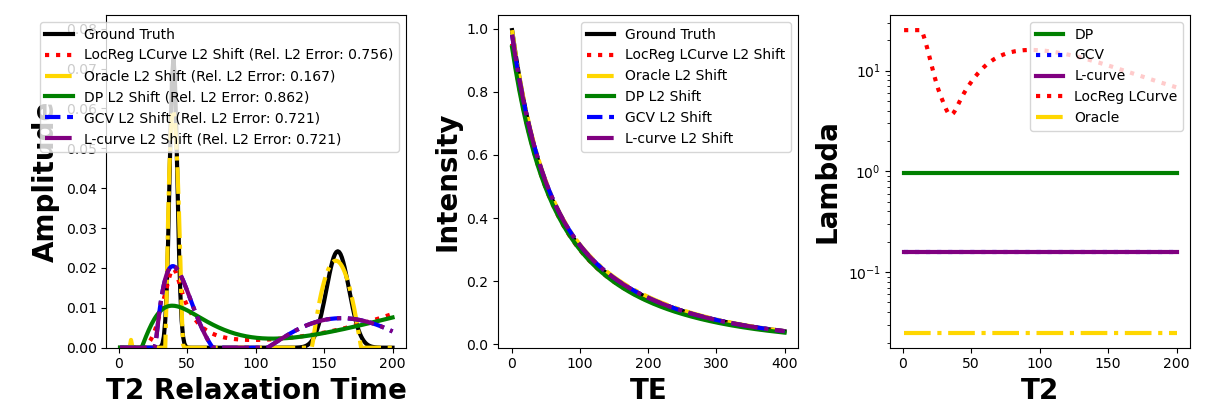 Amplitude
0.08
0.07
0.06
0.05
0.04
0.03
0.02
0.01
0.00
Ground Truth
LocReg LCurve L2 Shift (Rel. L2 Error: 0.756)
Oracle L2 Shift (Rel. L2 Error: 0.167)
DP L2 Shift (Rel. L2 Error: 0.862)
GCV L2 Shift (Rel. L2 Error: 0.721)
L-curve L2 Shift (Rel. L2 Error: 0.721)
0 50 100 150 200
T2 Relaxation Time
Intensity
1.0
0.8
0.6
0.4
0.2
0.0
Ground Truth
LocReg LCurve L2 Shift
Oracle L2 Shift
DP L2 Shift
GCV L2 Shift
L-curve L2 Shift
0 100 200 300 400
TE
Lambda
10^1
10^0
10^-1
DP
GCV
L-curve
LocReg LCurve
Oracle
0 50 100 150 200
T2